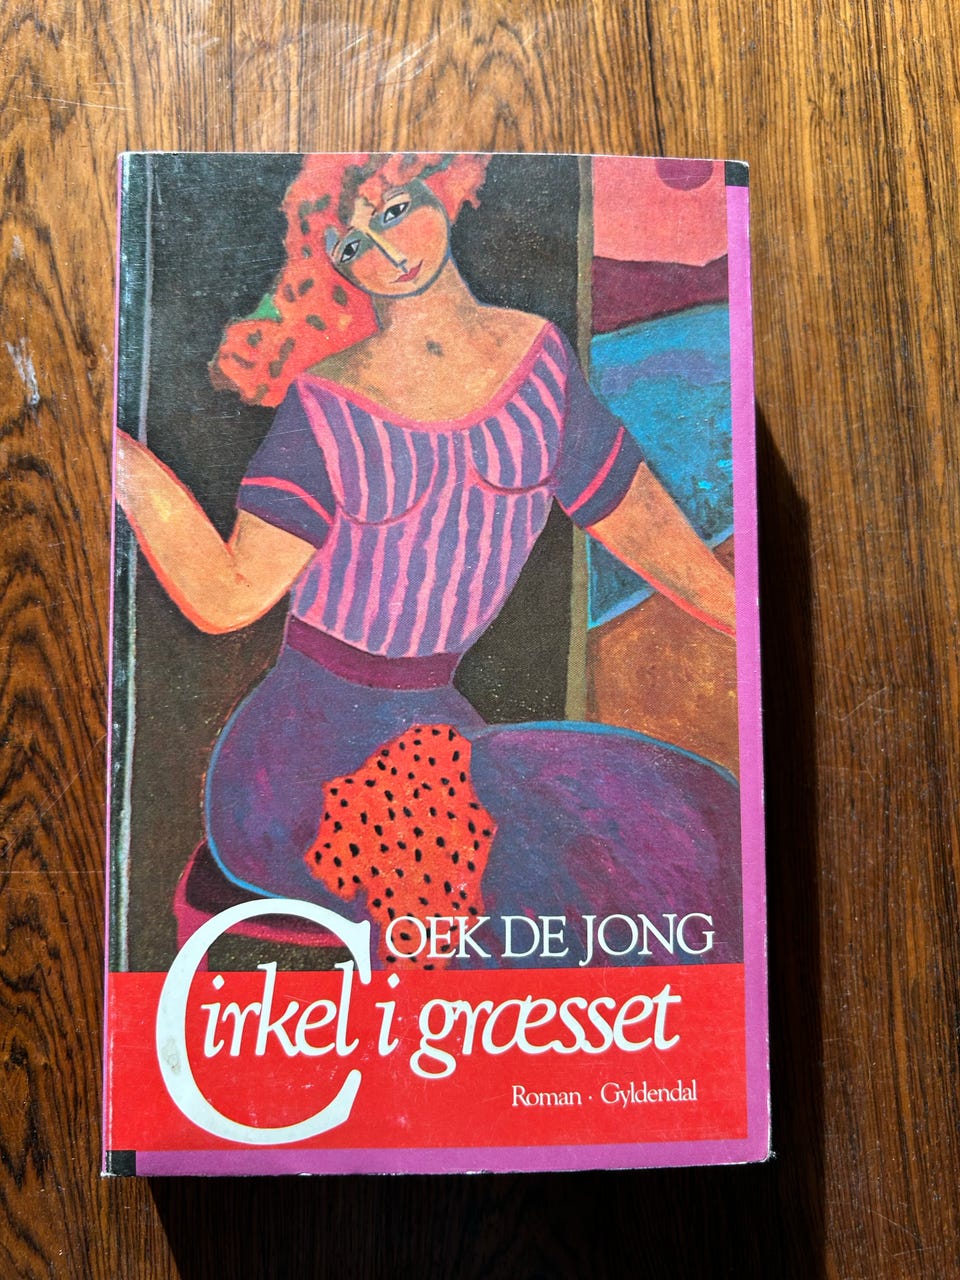 OEK DE JONG
Cirkel i græsset
Roman · Gyldendal